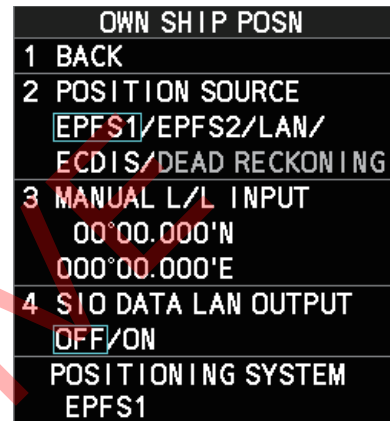 OWN SHIP POSN
1 BACK
2 POSITION SOURCE
EPFS1/EPFS2/LAN/
ECDIS/DEAD RECKONING
3 MANUAL L/L INPUT
00°00.000'N
000°00.000'E
4 SIO DATA LAN OUTPUT
OFF/ON
POSITIONING SYSTEM
EPFS1